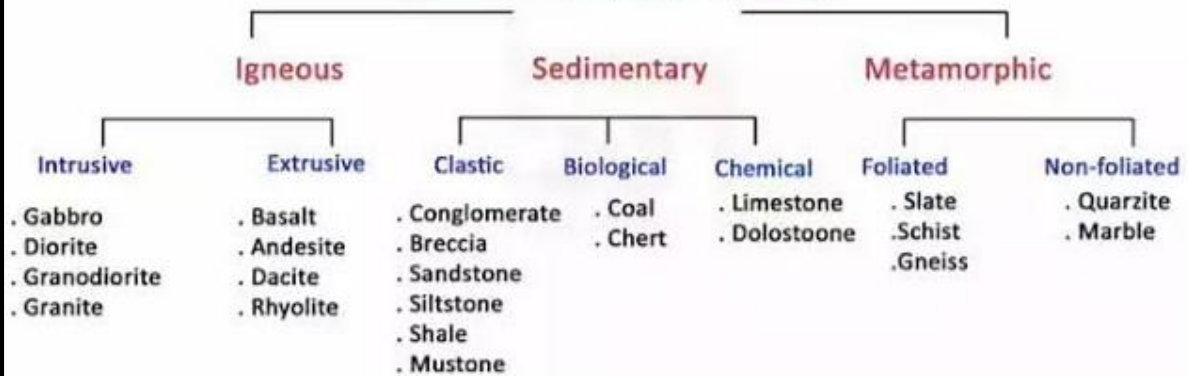 Igneous
Sedimentary
Metamorphic
Intrusive
Extrusive
Clastic
Biological
Chemical
Foliated
Non-foliated
. Gabbro
. Diorite
. Granodiorite
. Granite
. Basalt
. Andesite
. Dacite
. Rhyolite
. Conglomerate
. Breccia
. Sandstone
. Siltstone
. Shale
. Mustone
. Coal
. Chert
. Limestone
. Dolostoone
. Slate
.Schist
.Gneiss
. Quarzite
. Marble